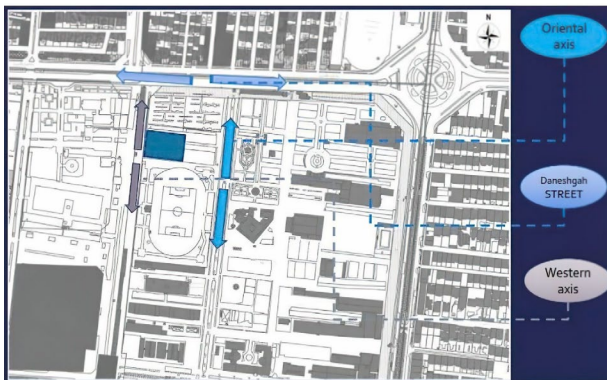 N
Oriental
axis
Daneshgah
STREET
Western
axis